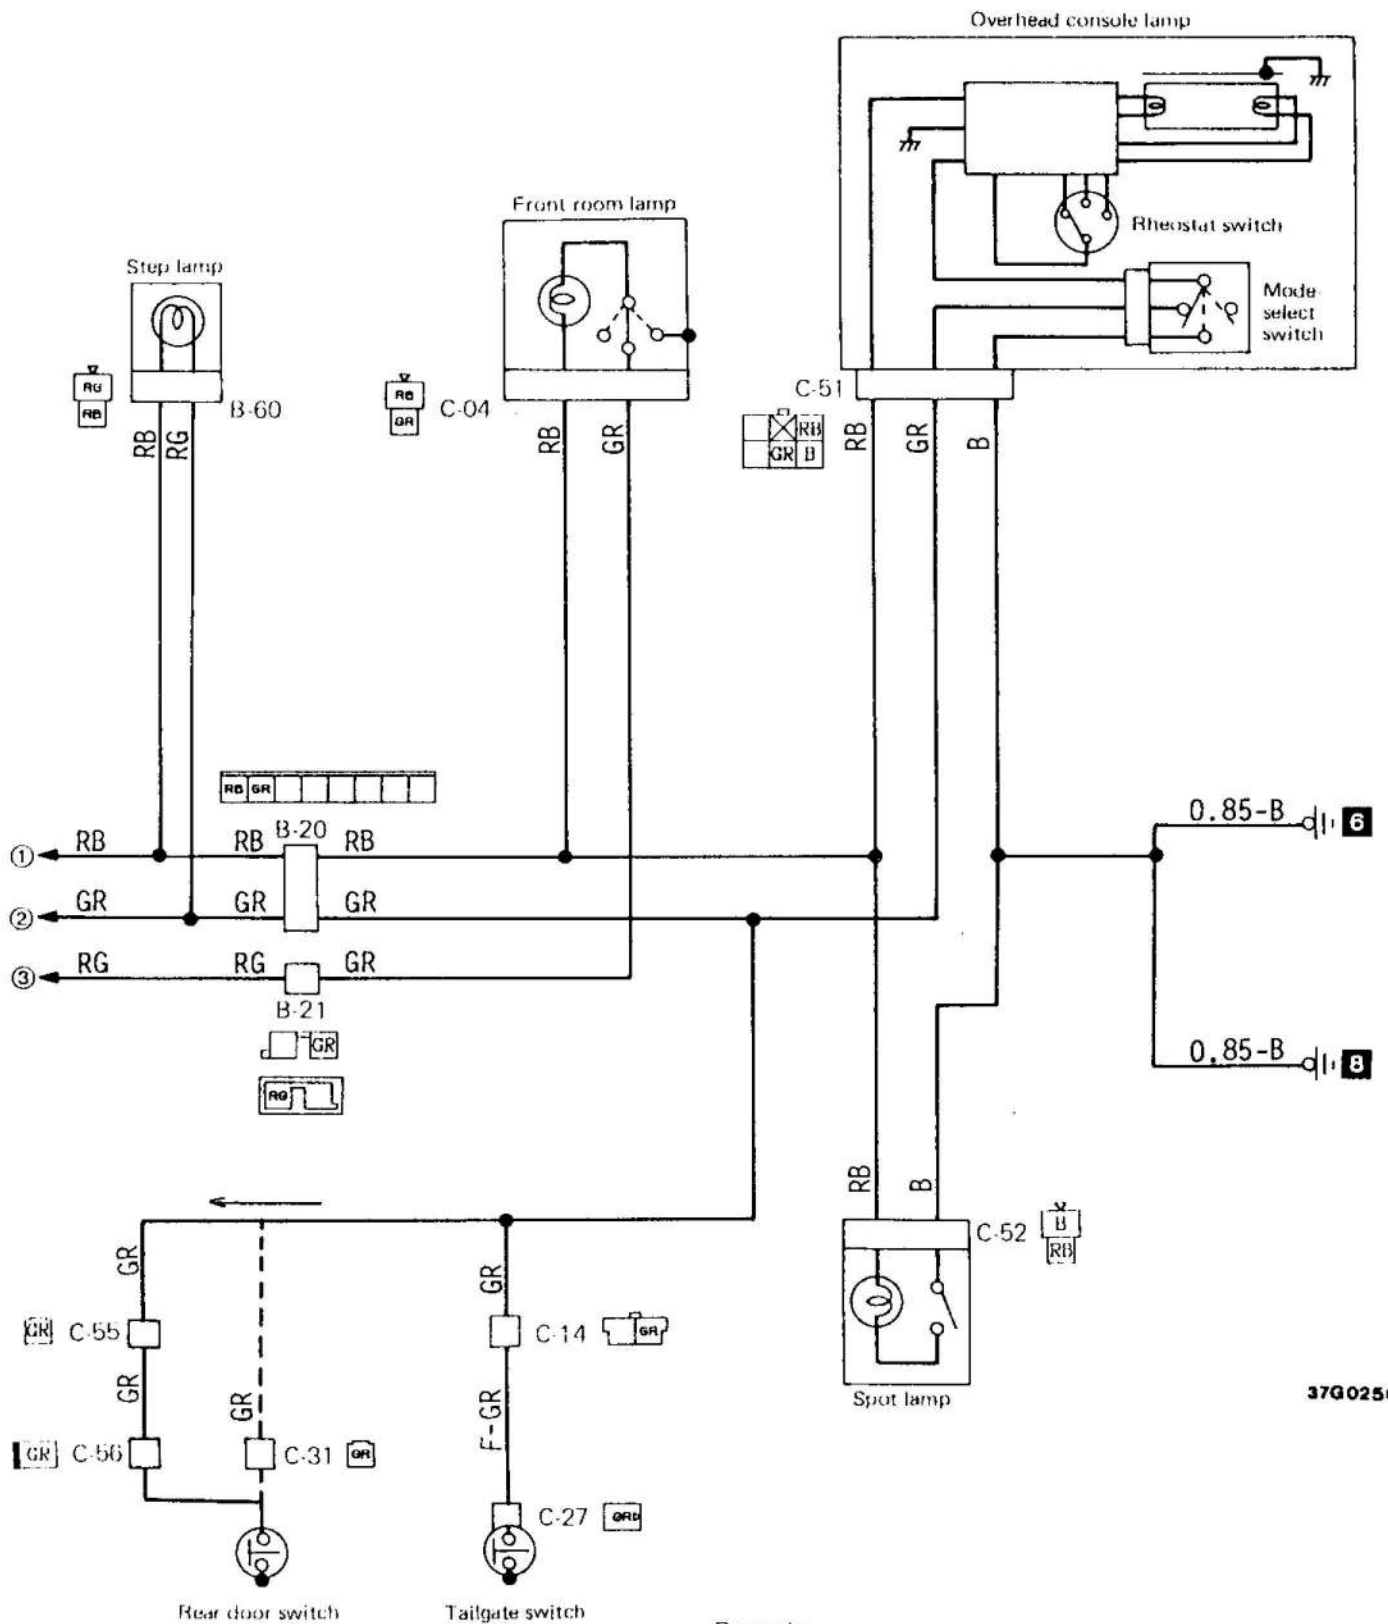 Overhead console lamp
Front room lamp
Rheostat switch
Step lamp
Mode-
select
switch
RG
RB
B-60
RB
GR
C-04
C-51
RB
GR B
RB
RG
RB
GR
RB
GR
B
RB GR
0.85-B
6
B-20
① RB RB RB
② GR GR GR
③ RG RG GR
B-21
GR
RG
0.85-B
8
RB
B
C-52
B
RB
GR
GR
GR C-55
C-14
GR
GR
GR
F-GR
Spot lamp
GR C-56
C-31
GR
C-27
Rear door switch
Tailgate switch